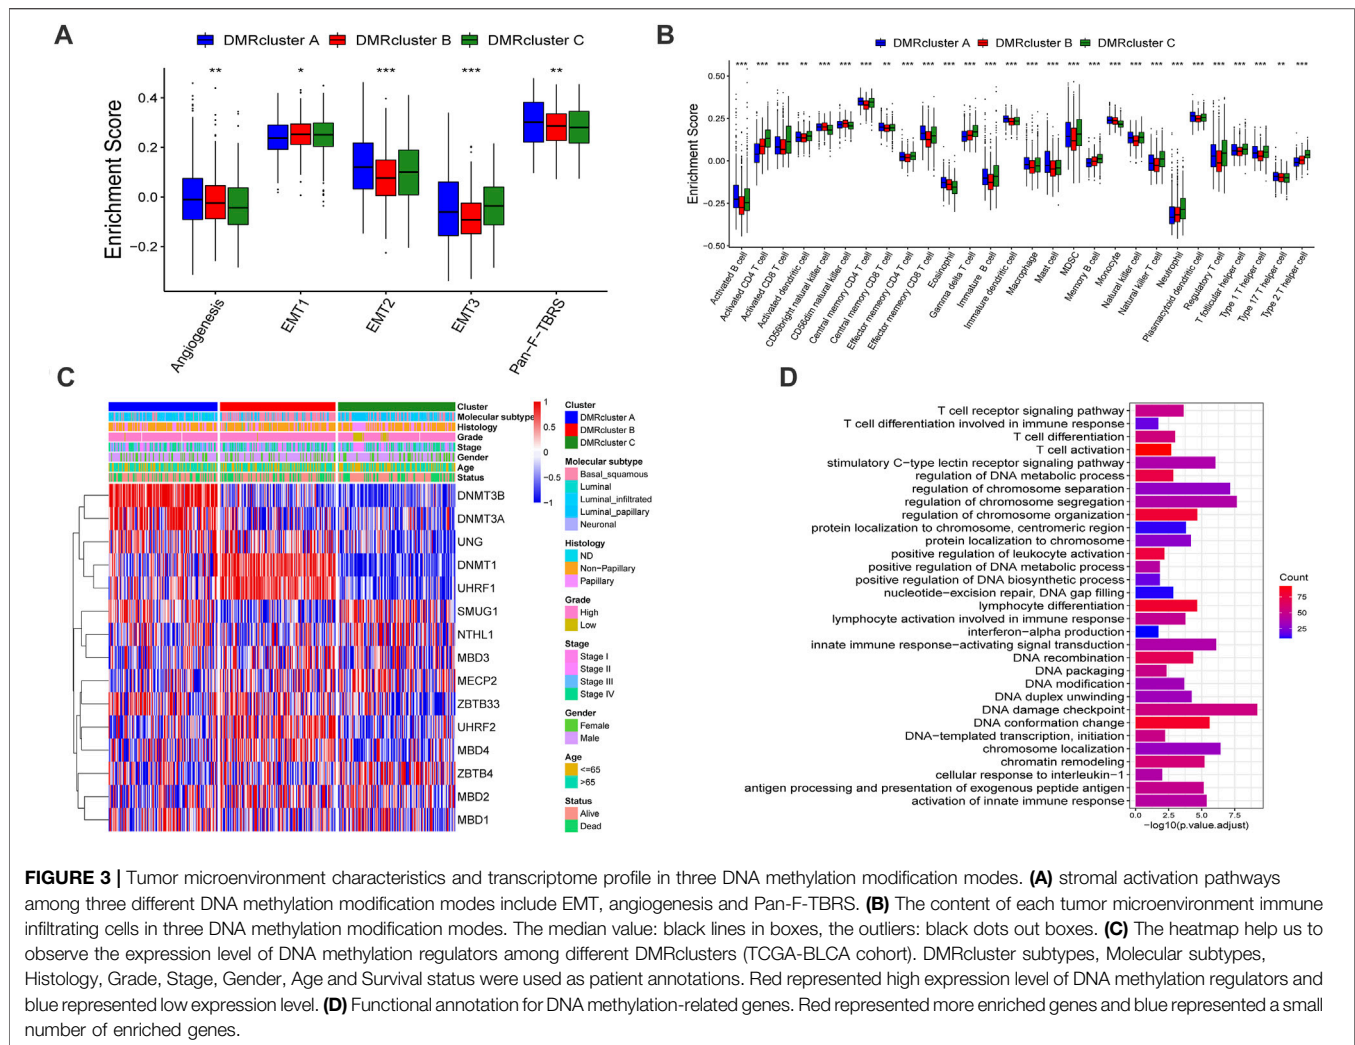 A
DMRcluster A
DMRcluster B
DMRcluster C
** * *** *** **
Enrichment Score
0.4
0.2
0.0
−0.2
Angiogenesis
EMT1
EMT2
EMT3
Pan−F−TBRS
B
DMRcluster A
DMRcluster B
DMRcluster C
*** *** *** ** *** *** *** ** *** *** *** *** *** *** *** *** *** *** *** *** *** *** *** *** *** *** ** ***
Enrichment Score
0.50
0.25
0.00
−0.25
−0.50
Activated B cell
Activated CD4 T cell
Activated CD8 T cell
Activated dendritic cell
CD56bright natural killer cell
CD56dim natural killer cell
Central memory CD4 T cell
Central memory CD8 T cell
Effector memeory CD4 T cell
Effector memeory CD8 T cell
Eosinophil
Gamma delta T cell
Immature B cell
Immature dendritic cell
Macrophage
Mast cell
MDSC
Memory B cell
Monocyte
Natural killer cell
Natural killer T cell
Neutrophil
Plasmacytoid dendritic cell
Regulatory T cell
T follicular helper cell
Type 1 T helper cell
Type 17 T helper cell
Type 2 T helper cell
C
Cluster
Molecular subtype
Histology
Grade
Stage
Gender
Age
Status
DNMT3B
DNMT3A
UNG
DNMT1
UHRF1
SMUG1
NTHL1
MBD3
MECP2
ZBTB33
UHRF2
MBD4
ZBTB4
MBD2
MBD1
1
0.5
0
−0.5
−1
Cluster
DMRcluster A
DMRcluster B
DMRcluster C
Molecular subtype
Basal_squamous
Luminal
Luminal_infiltrated
Luminal_papillary
Neuronal
Histology
ND
Non−Papillary
Papillary
Grade
High
Low
Stage
Stage I
Stage II
Stage III
Stage IV
Gender
Female
Male
Age
<=65
>65
Status
Alive
Dead
D
T cell receptor signaling pathway
T cell differentiation involved in immune response
T cell differentiation
T cell activation
stimulatory C−type lectin receptor signaling pathway
regulation of DNA metabolic process
regulation of chromosome separation
regulation of chromosome segregation
regulation of chromosome organization
protein localization to chromosome, centromeric region
protein localization to chromosome
positive regulation of leukocyte activation
positive regulation of DNA metabolic process
positive regulation of DNA biosynthetic process
nucleotide−excision repair, DNA gap filling
lymphocyte differentiation
lymphocyte activation involved in immune response
interferon−alpha production
innate immune response−activating signal transduction
DNA recombination
DNA packaging
DNA modification
DNA duplex unwinding
DNA damage checkpoint
DNA conformation change
DNA−templated transcription, initiation
chromosome localization
chromatin remodeling
cellular response to interleukin−1
antigen processing and presentation of exogenous peptide antigen
activation of innate immune response
0.0 2.5 5.0 7.5
−log10(p.value.adjust)
Count
75
50
25
FIGURE 3 | Tumor microenvironment characteristics and transcriptome profile in three DNA methylation modification modes. (A) stromal activation pathways
among three different DNA methylation modification modes include EMT, angiogenesis and Pan-F-TBRS. (B) The content of each tumor microenvironment immune
infiltrating cells in three DNA methylation modification modes. The median value: black lines in boxes, the outliers: black dots out boxes. (C) The heatmap help us to
observe the expression level of DNA methylation regulators among different DMRclusters (TCGA-BLCA cohort). DMRcluster subtypes, Molecular subtypes,
Histology, Grade, Stage, Gender, Age and Survival status were used as patient annotations. Red represented high expression level of DNA methylation regulators and
blue represented low expression level. (D) Functional annotation for DNA methylation-related genes. Red represented more enriched genes and blue represented a small
number of enriched genes.